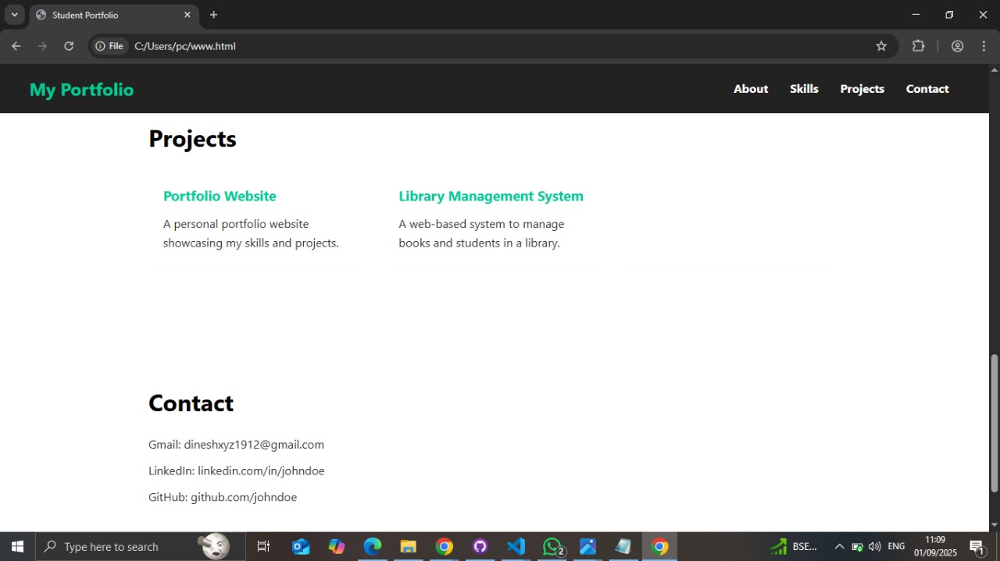 Student Portfolio
File C:/Users/pc/www.html
My Portfolio About Skills Projects Contact
Projects
Portfolio Website
A personal portfolio website
showcasing my skills and projects.
Library Management System
A web-based system to manage
books and students in a library.
Contact
Gmail: dineshxyz1912@gmail.com
LinkedIn: linkedin.com/in/johndoe
GitHub: github.com/johndoe
Type here to search
2
BSE...
ENG
11:09
01/09/2025
1